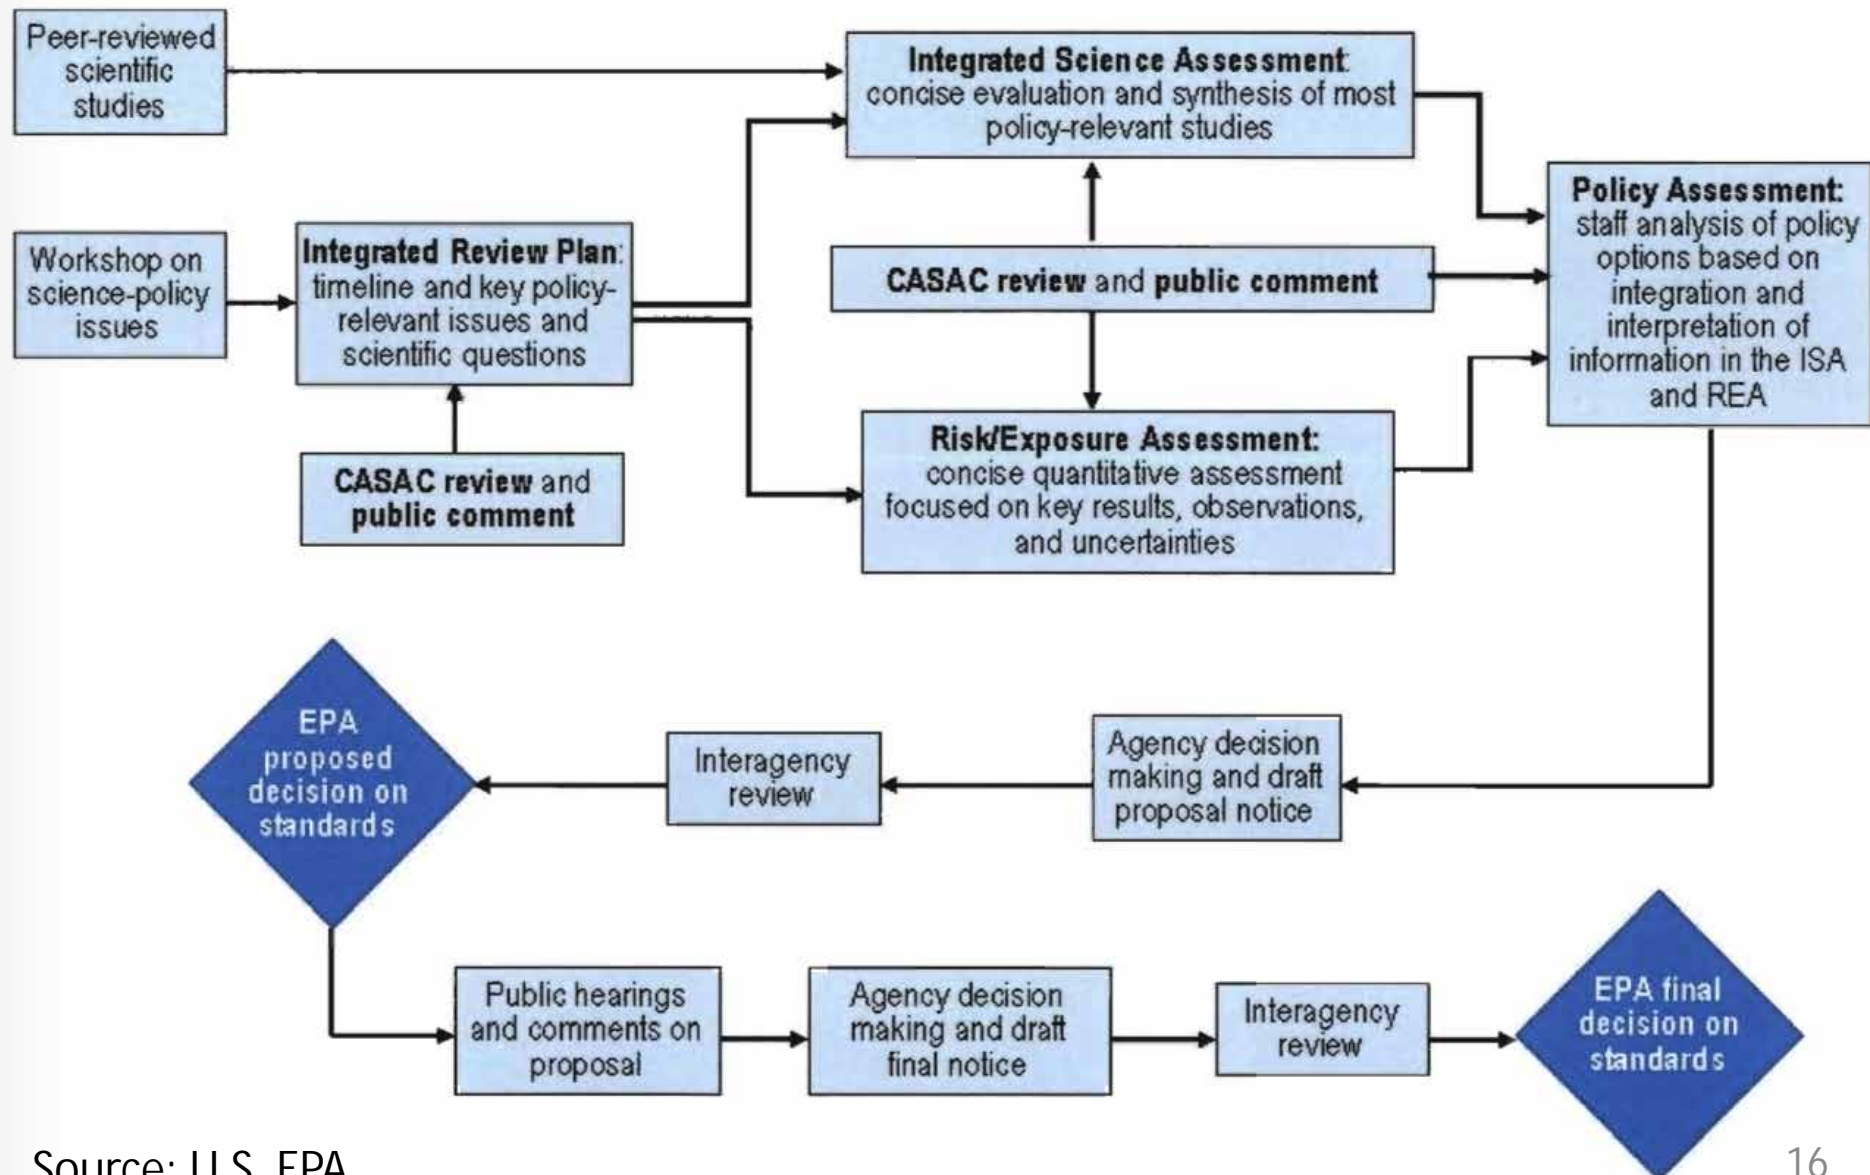 Peer-reviewed
scientific
studies
Integrated Science Assessment:
concise evaluation and synthesis of most
policy-relevant studies
Workshop on
science-policy
issues
Integrated Review Plan:
timeline and key policy-
relevant issues and
scientific questions
CASAC review and public comment
Policy Assessment:
staff analysis of policy
options based on
integration and
interpretation of
information in the ISA
and REA
CASAC review and
public comment
Risk/Exposure Assessment:
concise quantitative assessment
focused on key results, observations,
and uncertainties
EPA
proposed
decision on
standards
Interagency
review
Agency decision
making and draft
proposal notice
Public hearings
and comments on
proposal
Agency decision
making and draft
final notice
Interagency
review
EPA final
decision on
standards
Source: U.S. EPA
16